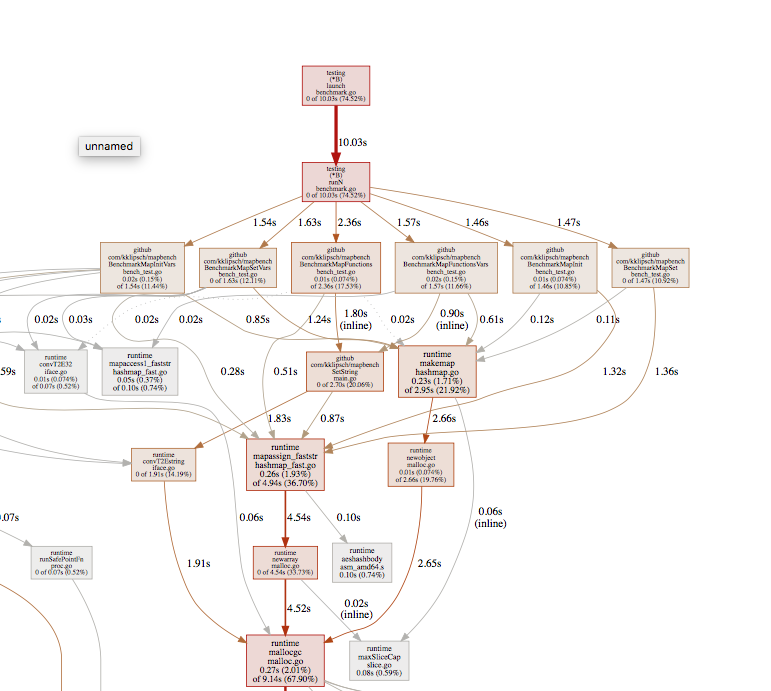 testing
(*B)
launch
benchmark.go
0 of 10.03s (74.52%)
unnamed
10.03s
testing
(*B)
runN
benchmark.go
0 of 10.03s (74.52%)
1.54s
1.63s
2.36s
1.57s
1.46s
1.47s
github
com/kklipsch/mapbench
BenchmarkMapInitVars
bench_test.go
0.02s (0.15%)
of 1.54s (11.44%)
github
com/kklipsch/mapbench
BenchmarkMapSetVars
bench_test.go
0 of 1.63s (12.11%)
github
com/kklipsch/mapbench
BenchmarkMapFunctions
bench_test.go
0.01s (0.074%)
of 2.36s (17.53%)
github
com/kklipsch/mapbench
BenchmarkMapFunctionsVars
bench_test.go
0.02s (0.15%)
of 1.57s (11.66%)
github
com/kklipsch/mapbench
BenchmarkMapInit
bench_test.go
0.01s (0.074%)
of 1.46s (10.85%)
github
com/kklipsch/mapbench
BenchmarkMapSet
bench_test.go
0 of 1.47s (10.92%)
0.02s
0.03s
0.02s
0.02s
0.85s
1.24s
1.80s
(inline)
0.02s
0.90s
(inline)
0.61s
0.12s
0.11s
runtime
convT2E32
iface.go
0.01s (0.074%)
of 0.07s (0.52%)
runtime
mapaccess1_faststr
hashmap_fast.go
0.05s (0.37%)
of 0.10s (0.74%)
github
com/kklipsch/mapbench
SetString
main.go
0 of 2.70s (20.06%)
runtime
makemap
hashmap.go
0.23s (1.71%)
of 2.95s (21.92%)
59s
0.28s
0.51s
1.32s
1.36s
1.83s
0.87s
2.66s
runtime
convT2Estring
iface.go
0 of 1.91s (14.19%)
runtime
mapassign_faststr
hashmap_fast.go
0.26s (1.93%)
of 4.94s (36.70%)
runtime
newobject
malloc.go
0.01s (0.074%)
of 2.66s (19.76%)
0.07s
0.06s
4.54s
0.10s
0.06s
(inline)
runtime
runSafePointFn
proc.go
0 of 0.07s (0.52%)
1.91s
runtime
newarray
malloc.go
0 of 4.54s (33.73%)
runtime
aeshashbody
asm_amd64.s
0.10s (0.74%)
2.65s
4.52s
0.02s
(inline)
runtime
mallocgc
malloc.go
0.27s (2.01%)
of 9.14s (67.90%)
runtime
maxSliceCap
slice.go
0.08s (0.59%)